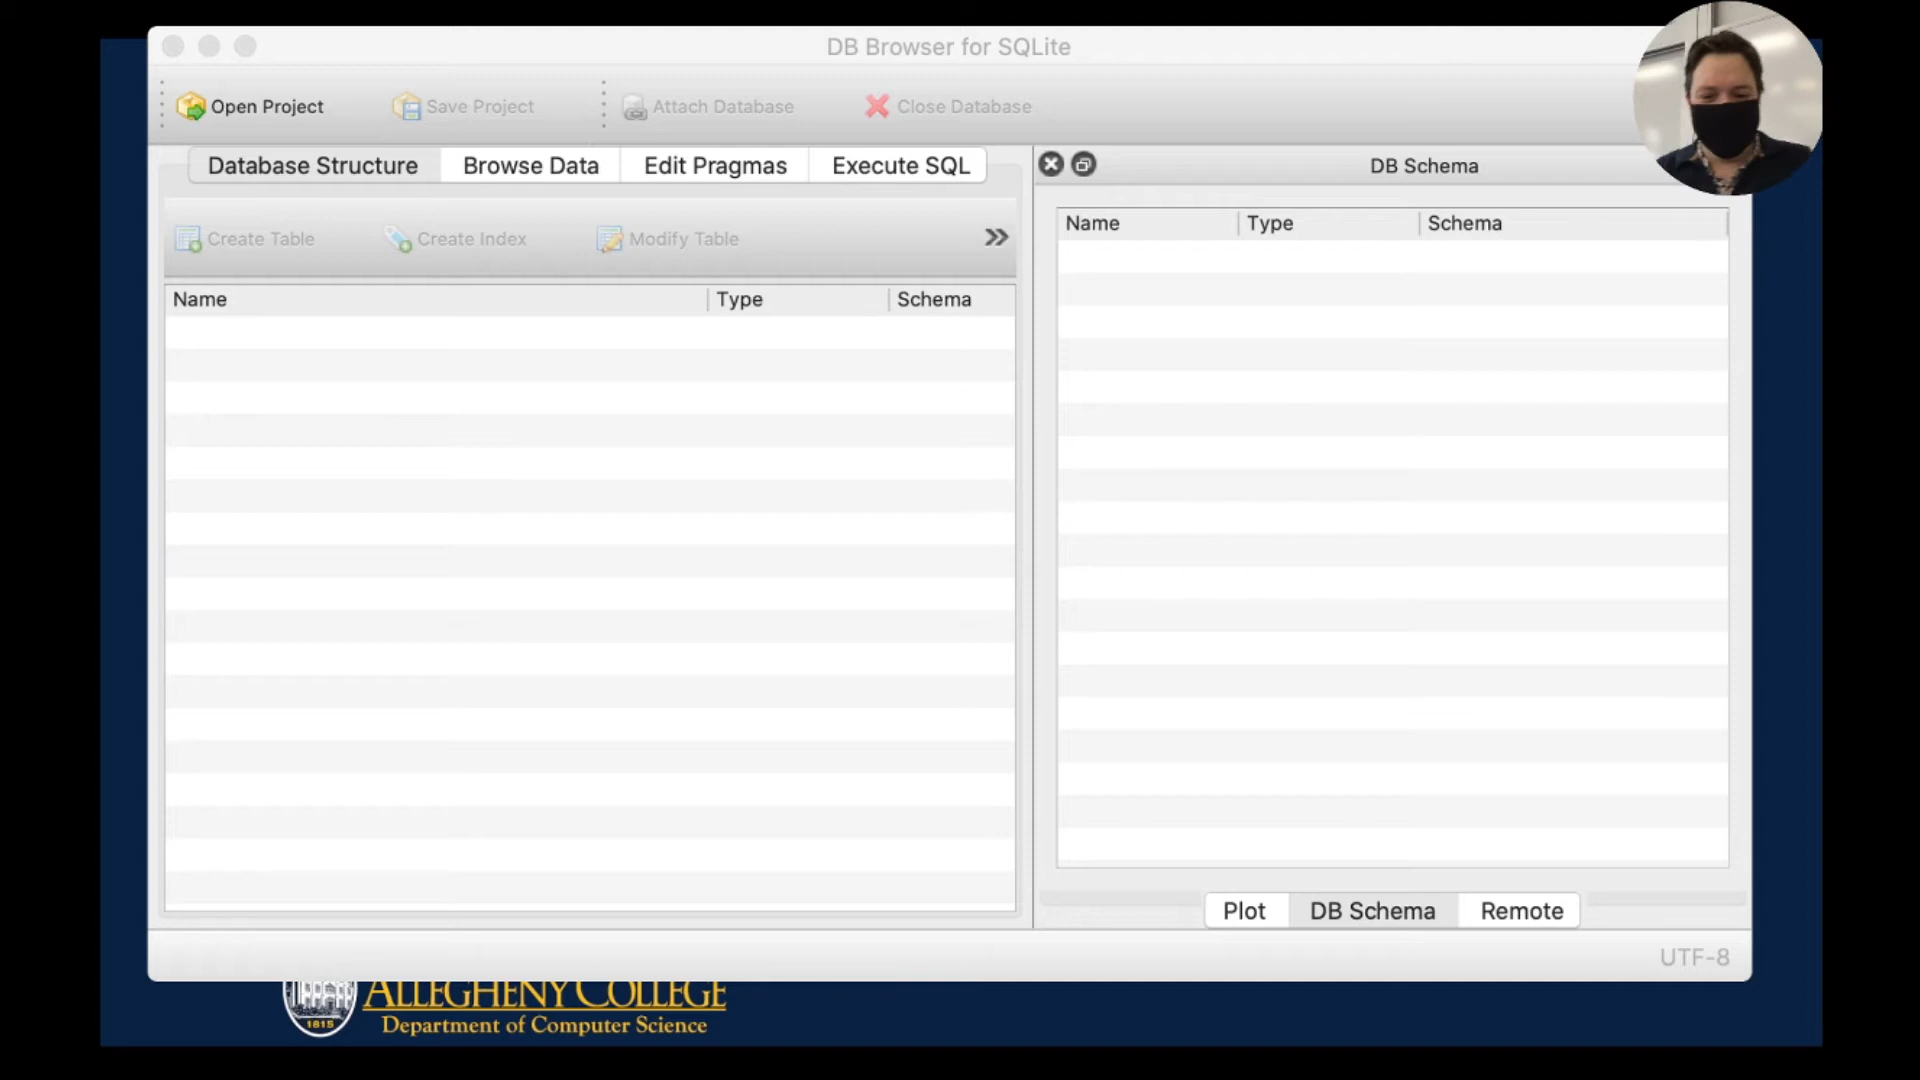 DB Browser for SQLite
Open Project
Save Project
Attach Database
Close Database
Database Structure
Browse Data
Edit Pragmas
Execute SQL
DB Schema
Create Table
Create Index
Modify Table
Name
Type
Schema
Name
Type
Schema
Plot
DB Schema
Remote
UTF-8
1815
ALLEGHENY COLLEGE
Department of Computer Science